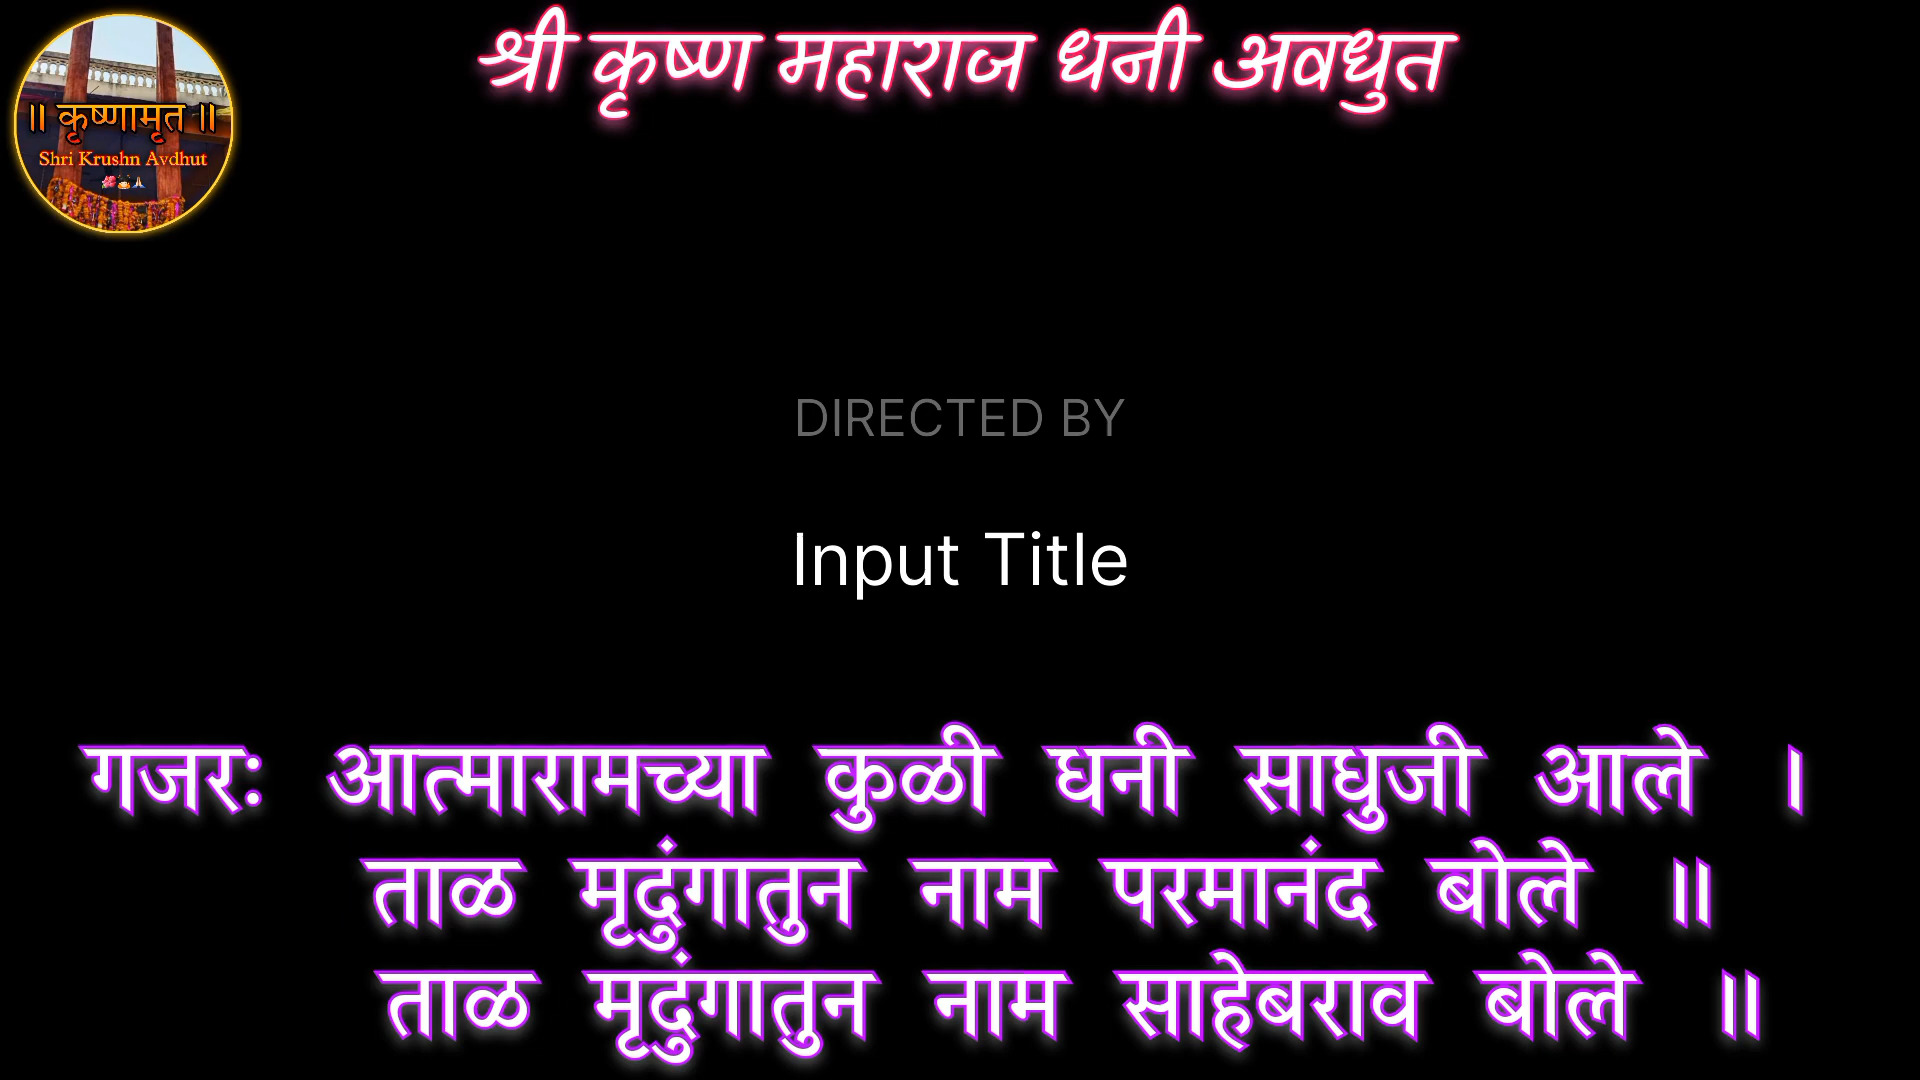 श्री कृष्ण महाराज धनी अवधुत
॥ कृष्णामृत ॥
Shri Krushn Avdhut
DIRECTED BY
Input Title
गजर: आत्मारामच्या कुळी धनी साधुजी आले ।
ताळ मृदुंगातुन नाम परमानंद बोले ॥
ताळ मृदुंगातुन नाम साहेबराव बोले ॥